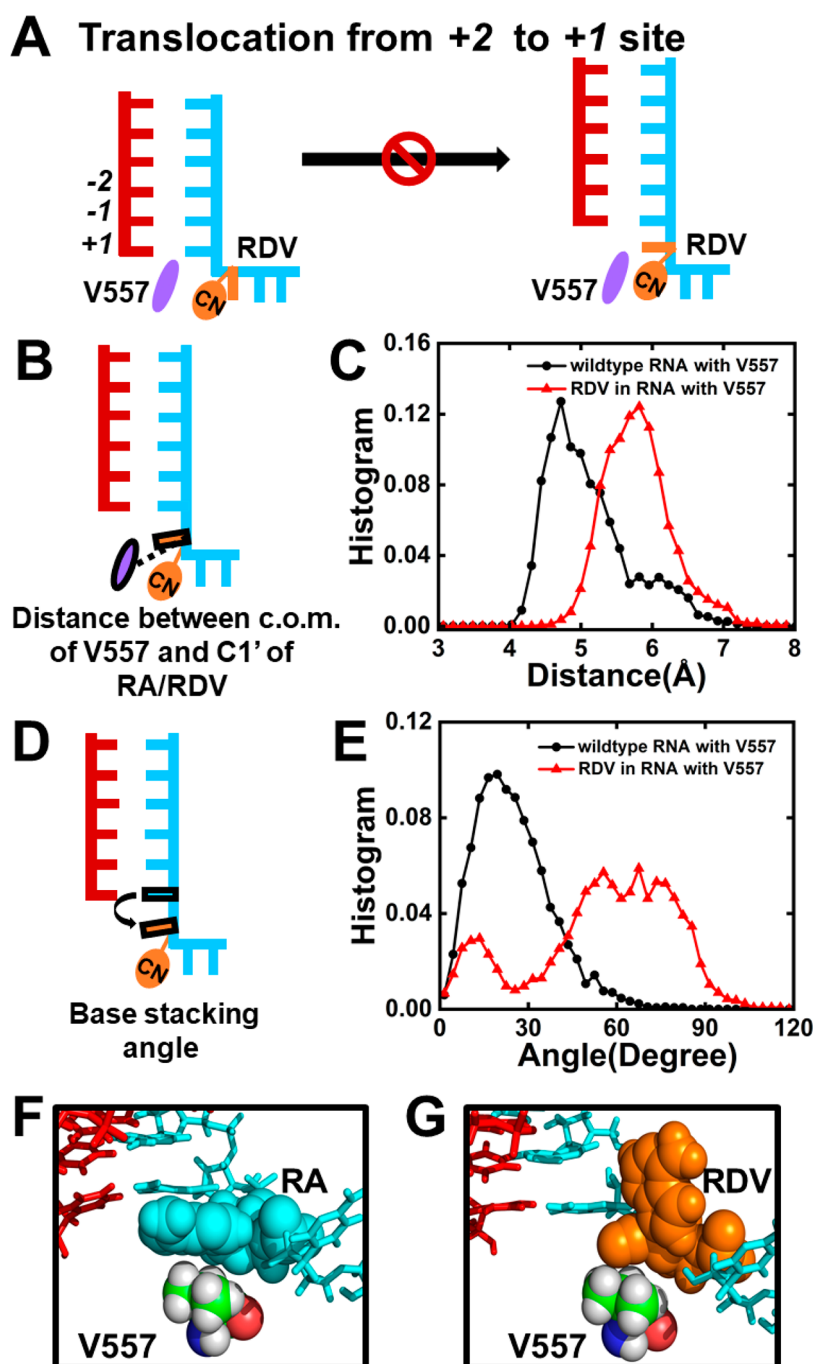 A Translocation from +2 to +1 site
-2
-1
+1
RDV
V557
CN
RDV
V557
CN
B
CN
Distance between c.o.m.
of V557 and C1’ of
RA/RDV
C
0.16
0.12
0.08
0.04
0.00
Histogram
wildtype RNA with V557
RDV in RNA with V557
3 4 5 6 7 8
Distance(Å)
D
CN
Base stacking
angle
E
0.12
0.08
0.04
0.00
Histogram
wildtype RNA with V557
RDV in RNA with V557
0 30 60 90 120
Angle(Degree)
F
RA
V557
G
RDV
V557